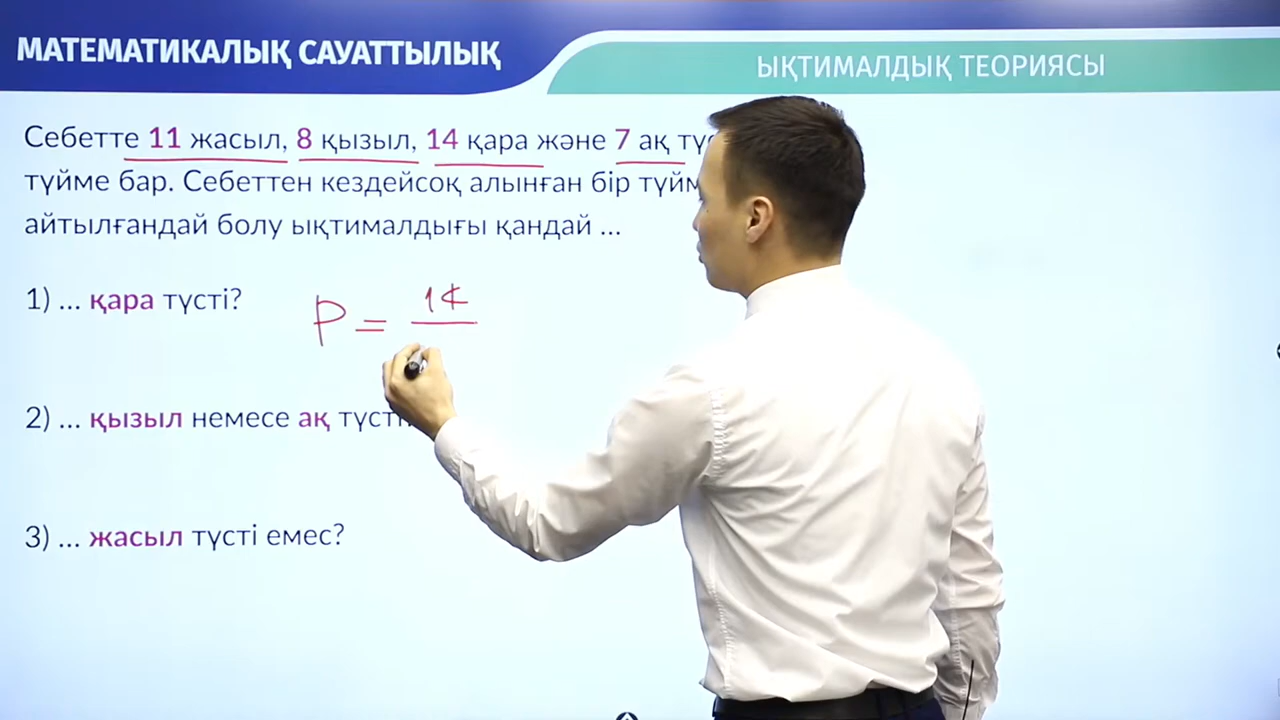 МАТЕМАТИКАЛЫҚ САУАТТЫЛЫҚ
ЫҚТИМАЛДЫҚ ТЕОРИЯСЫ
Себетте 11 жасыл, 8 қызыл, 14 қара және 7 ақ
түйме бар. Себеттен кездейсоқ алынған бір
айтылғандай болу ықтималдығы қандай ...
1) ... қара түсті?
P = 14
2) ... қызыл немесе ақ
3) ... жасыл түсті емес?